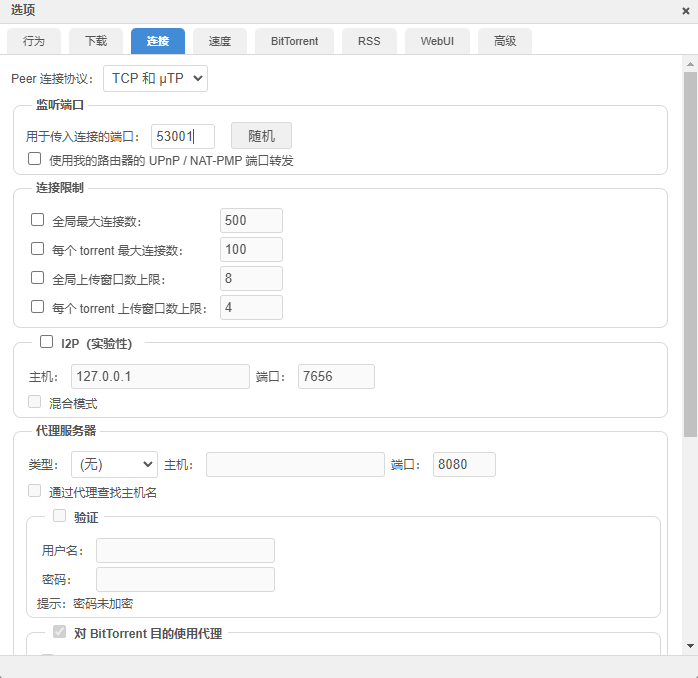 选项
行为 下载 连接 速度 BitTorrent RSS WebUI 高级
Peer 连接协议： TCP 和 μTP
监听端口
用于传入连接的端口： 53001 随机
使用我的路由器的 UPnP / NAT-PMP 端口转发
连接限制
全局最大连接数： 500
每个 torrent 最大连接数： 100
全局上传窗口数上限： 8
每个 torrent 上传窗口数上限： 4
I2P（实验性）
主机： 127.0.0.1 端口： 7656
混合模式
代理服务器
类型： (无) 主机： 端口： 8080
通过代理查找主机名
验证
用户名：
密码：
提示：密码未加密
对 BitTorrent 目的使用代理